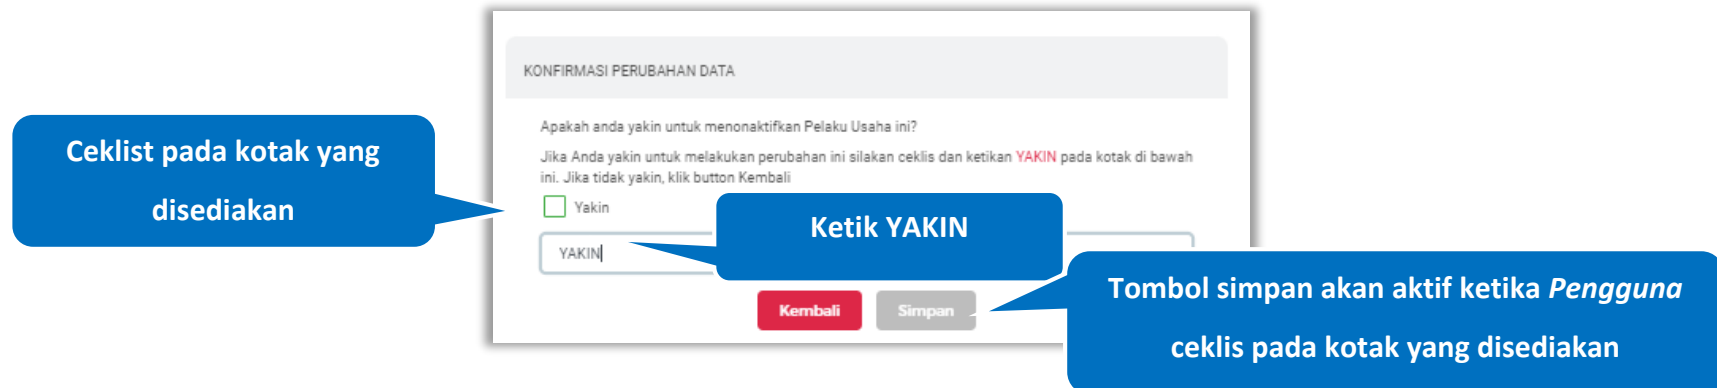 KONFIRMASI PERUBAHAN DATA
Apakah anda yakin untuk menonaktifkan Pelaku Usaha ini?
Jika Anda yakin untuk melakukan perubahan ini silakan ceklis dan ketikan YAKIN pada kotak di bawah
ini. Jika tidak yakin, klik button Kembali
Yakin
YAKIN
Kembali
Simpan
Ceklist pada kotak yang
disediakan
Ketik YAKIN
Tombol simpan akan aktif ketika Pengguna
ceklis pada kotak yang disediakan